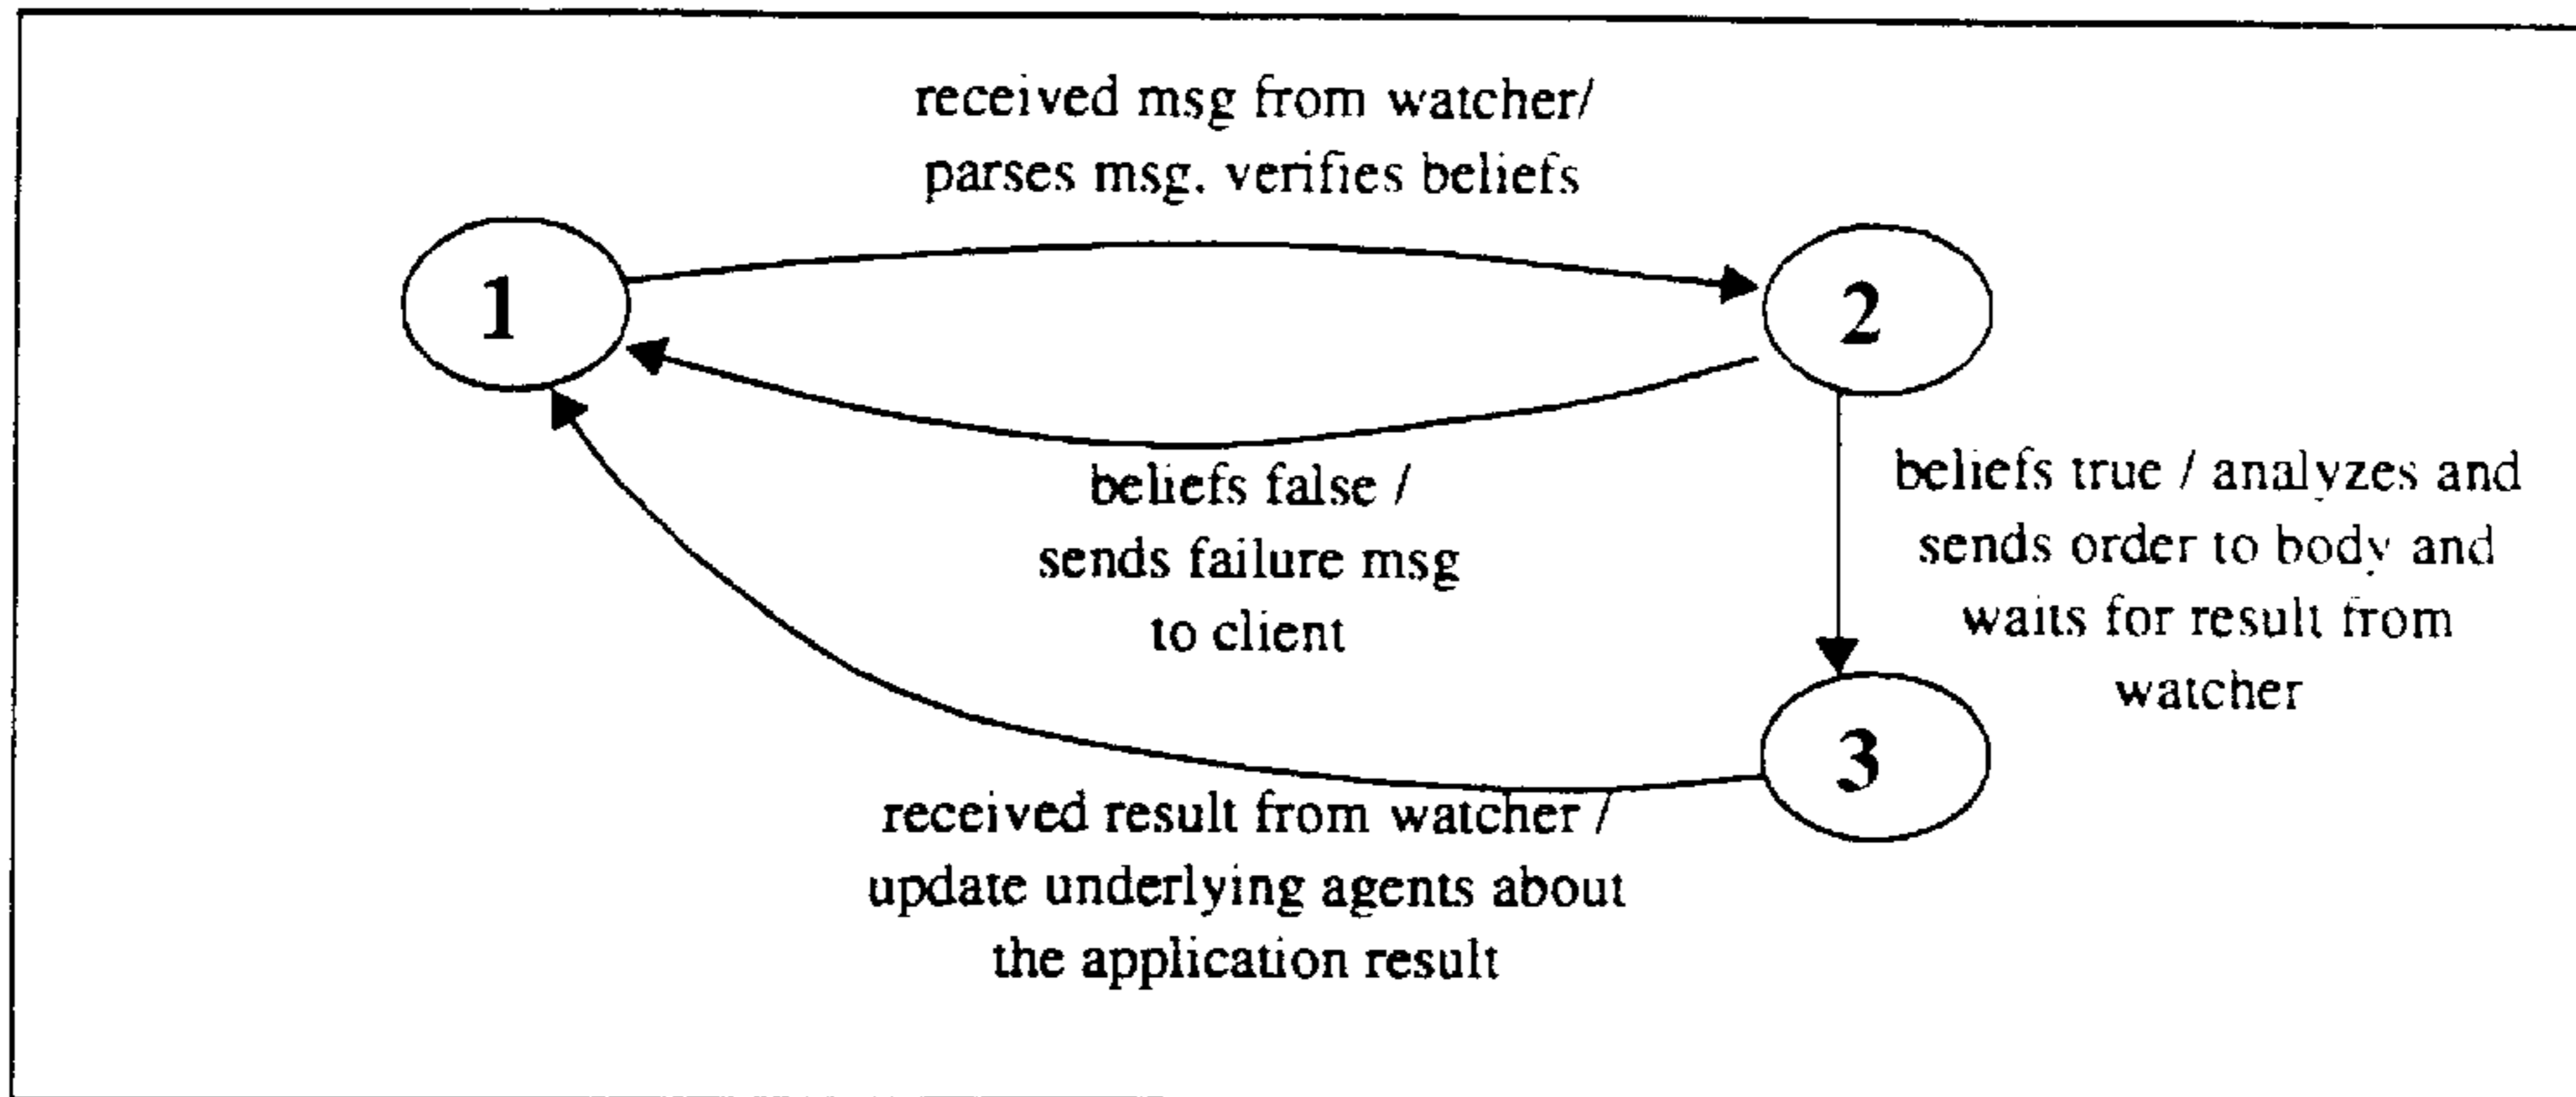 received msg from watcher/
parses msg. verifies beliefs
1
2
beliefs false /
sends failure msg
to client
beliefs true / analyzes and
sends order to body and
waits for result from
watcher
3
received result from watcher /
update underlying agents about
the application result